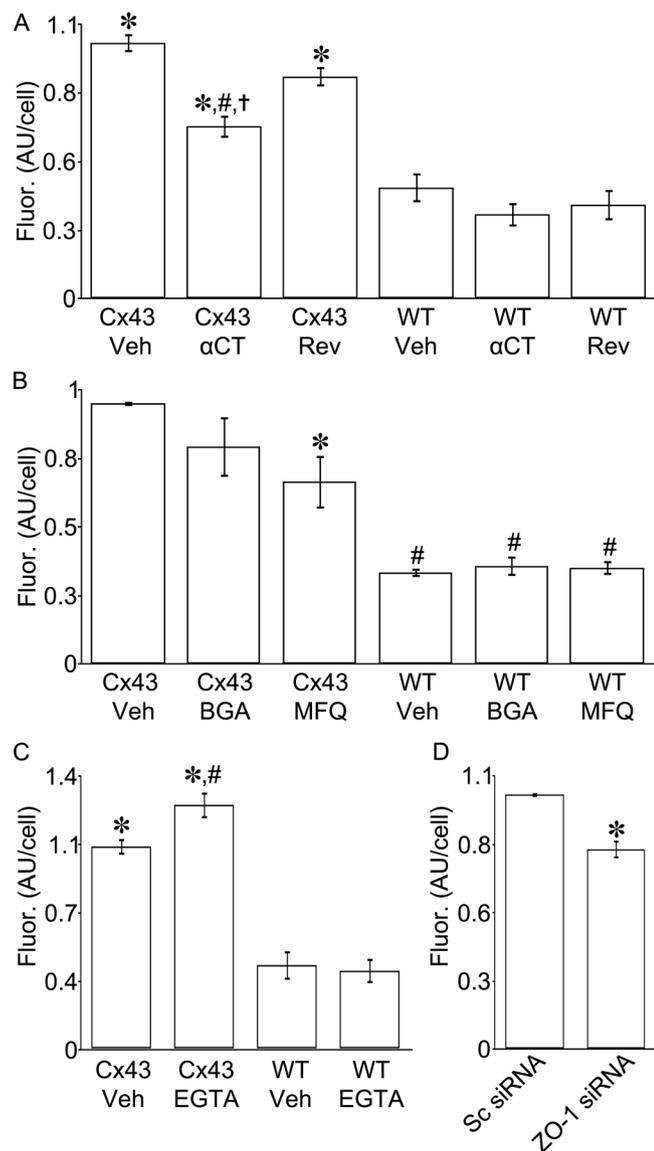 A
Fluor. (AU/cell)
1.1
0.8
0.6
0.3
0
*
*,#,†
*
Cx43 Cx43 Cx43 WT WT WT
Veh αCT Rev Veh αCT Rev
B
Fluor. (AU/cell)
1
0.8
0.5
0.3
0
*
# # #
Cx43 Cx43 Cx43 WT WT WT
Veh BGA MFQ Veh BGA MFQ
C
Fluor. (AU/cell)
1.4
1.1
0.7
0.4
0
*
*,#
Cx43 Cx43 WT WT
Veh EGTA Veh EGTA
D
Fluor. (AU/cell)
1.1
0.8
0.6
0.3
0
*
Sc siRNA
ZO-1 siRNA